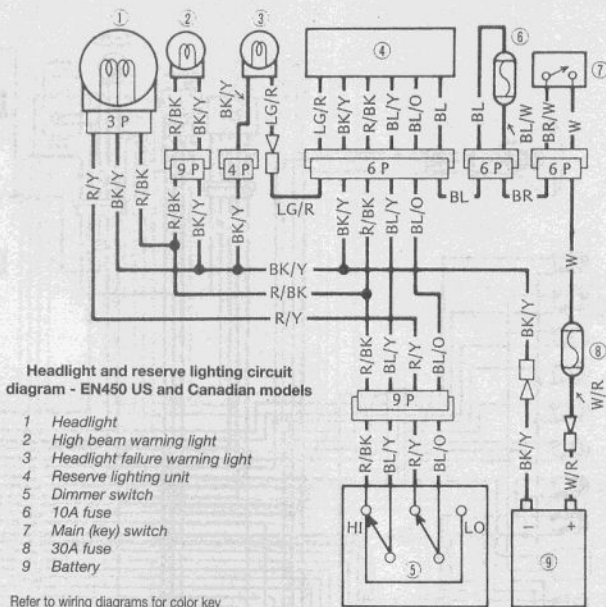 1 2 3 4 6 7
3 P
R/BK BK/Y BK/Y LG/R LG/R BK/Y R/BK BL/Y BL/O BL BL BL/W BR/W W
9 P 4 P 6 P 6 P 6 P
R/Y BK/Y R/BK R/BK BK/Y BK/Y LG/R BK/Y R/BK BL/Y BL/O BL BR W
BK/Y
R/BK
R/Y
BK/Y
8
W/R
R/BK BL/Y R/Y BL/O
9 P
BK/Y W/R
R/BK BL/Y R/Y BL/O
HI LO
5
- +
9
Headlight and reserve lighting circuit
diagram - EN450 US and Canadian models
1 Headlight
2 High beam warning light
3 Headlight failure warning light
4 Reserve lighting unit
5 Dimmer switch
6 10A fuse
7 Main (key) switch
8 30A fuse
9 Battery
Refer to wiring diagrams for color key